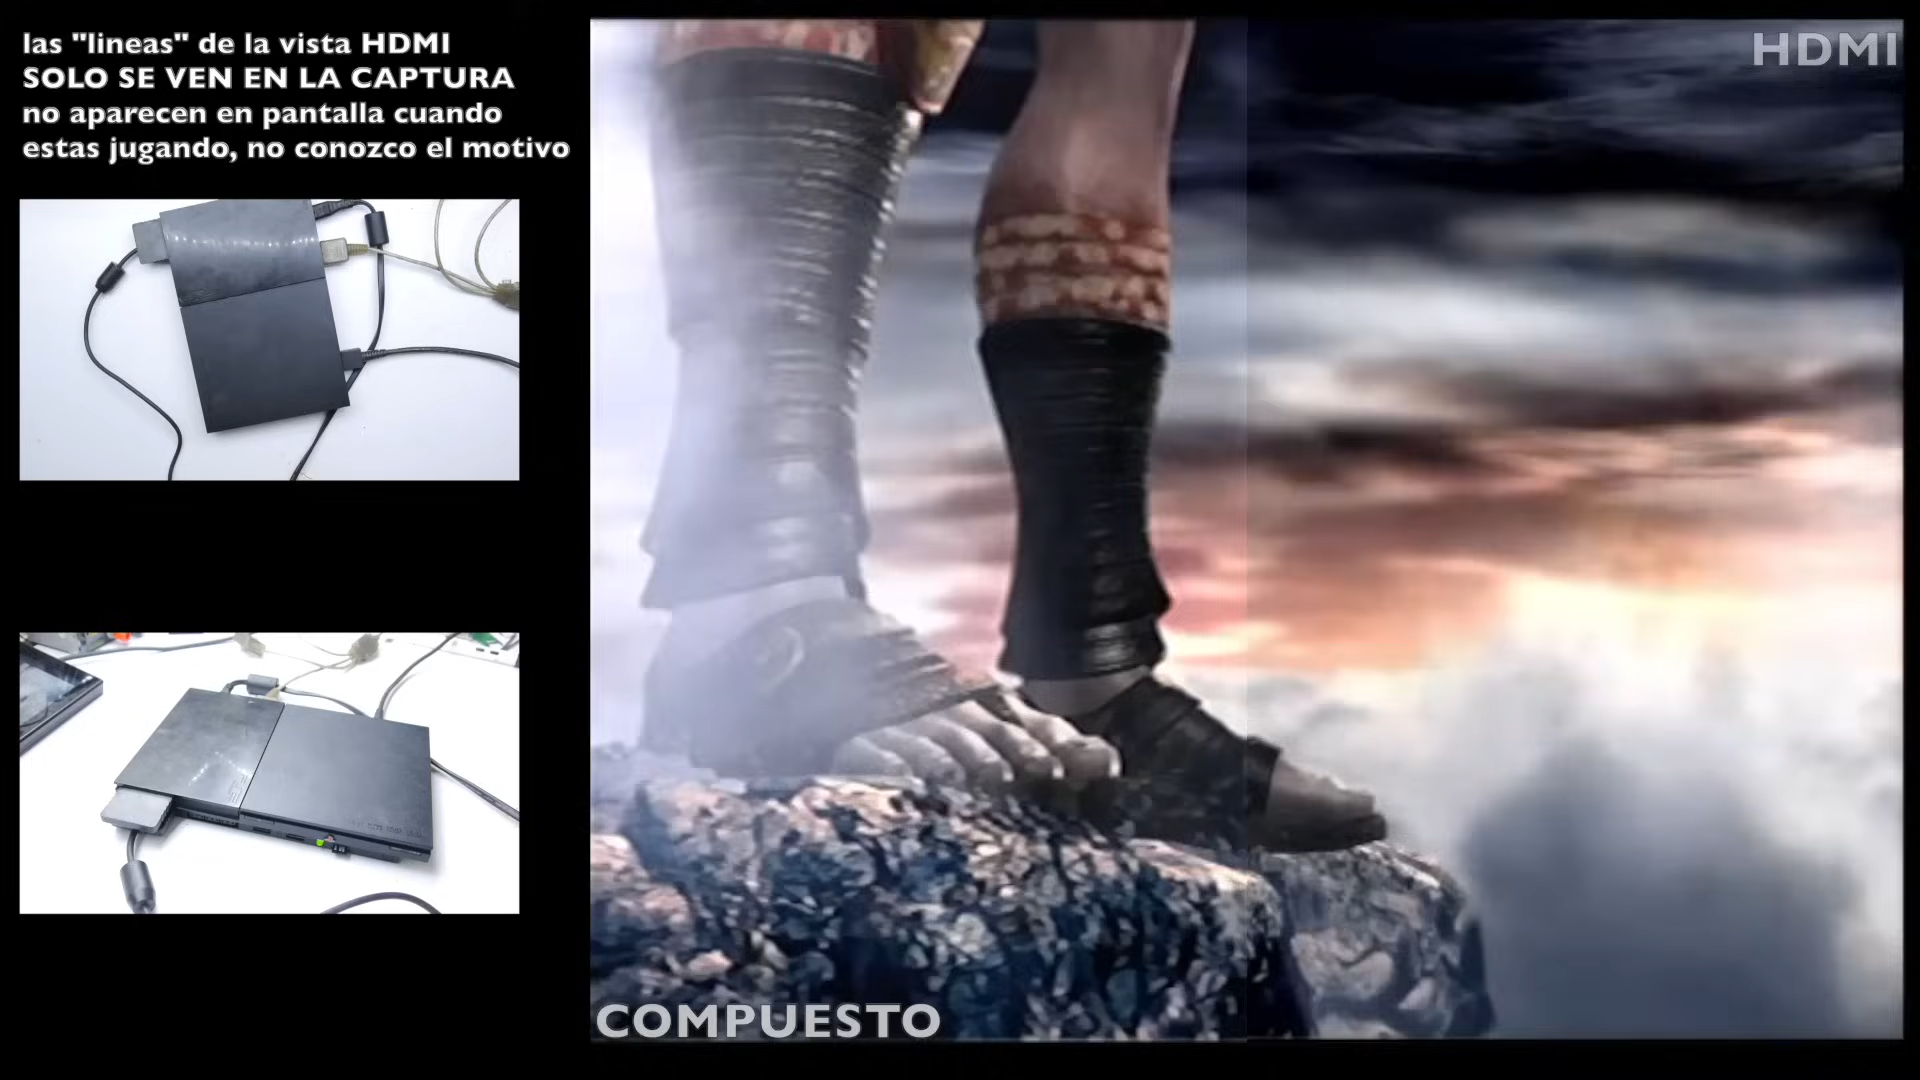 las "lineas" de la vista HDMI
SOLO SE VEN EN LA CAPTURA
no aparecen en pantalla cuando
estas jugando, no conozco el motivo
HDMI
COMPUESTO